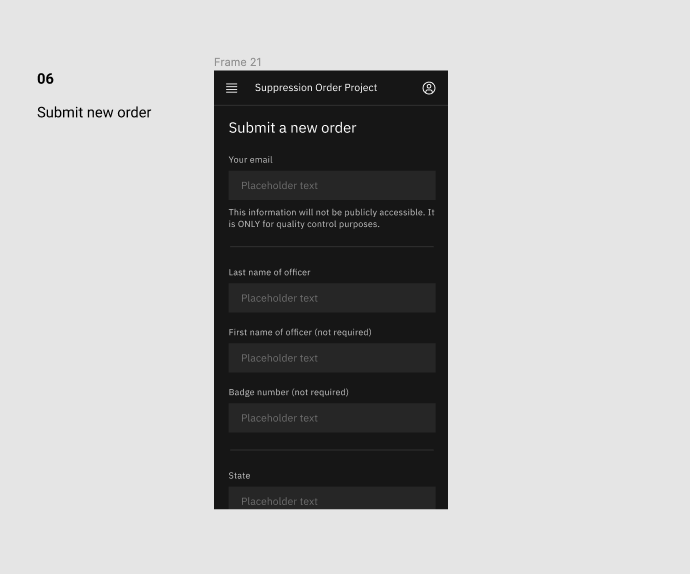 06
Submit new order
Frame 21
Suppression Order Project
Submit a new order
Your email
Placeholder text
This information will not be publicly accessible. It
is ONLY for quality control purposes.
Last name of officer
Placeholder text
First name of officer (not required)
Placeholder text
Badge number (not required)
Placeholder text
State
Placeholder text